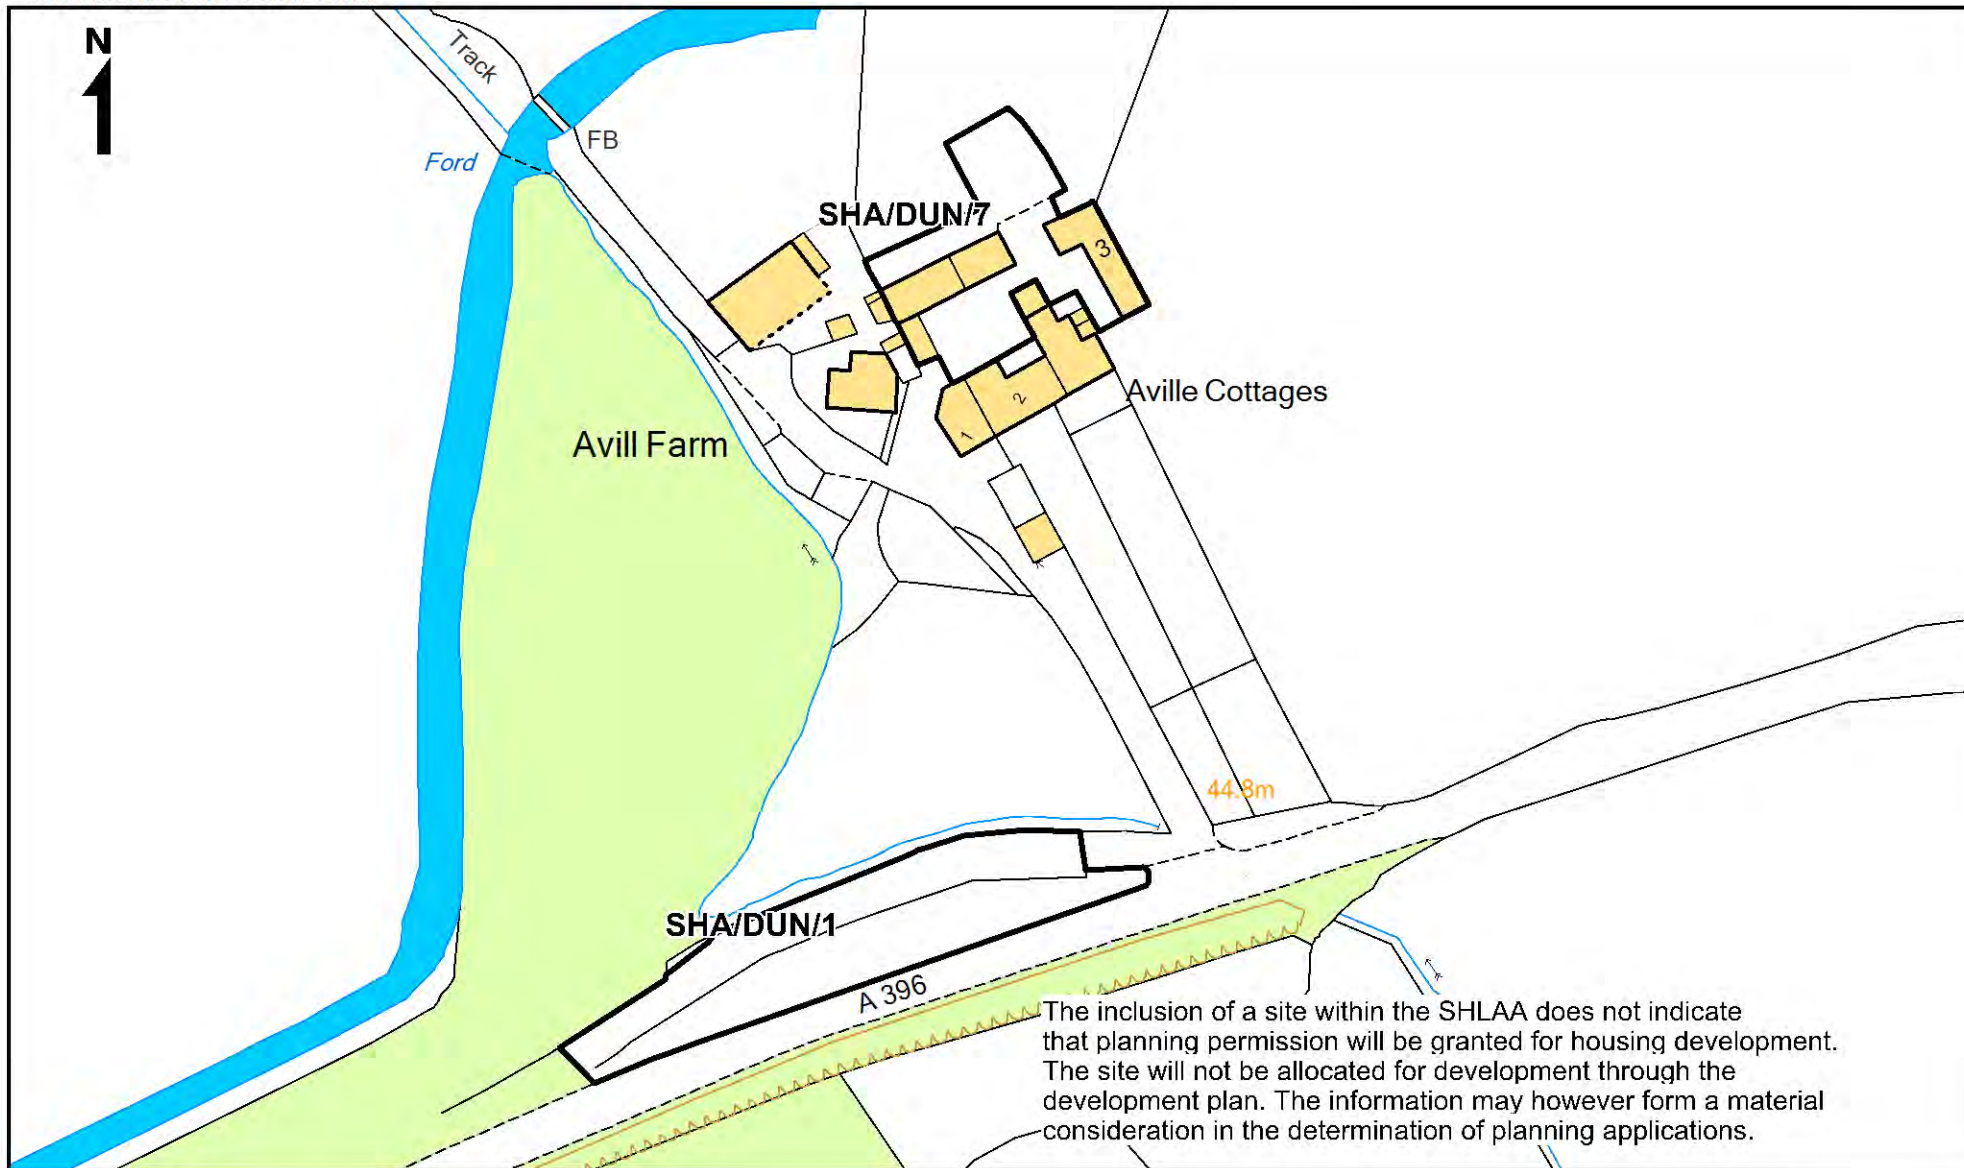 N
Track
FB
Ford
SHA/DUN/7
3
Aville Cottages
2
1
Avill Farm
44.8m
SHA/DUN/1
A 396
The inclusion of a site within the SHLAA does not indicate
that planning permission will be granted for housing development.
The site will not be allocated for development through the
development plan. The information may however form a material
consideration in the determination of planning applications.